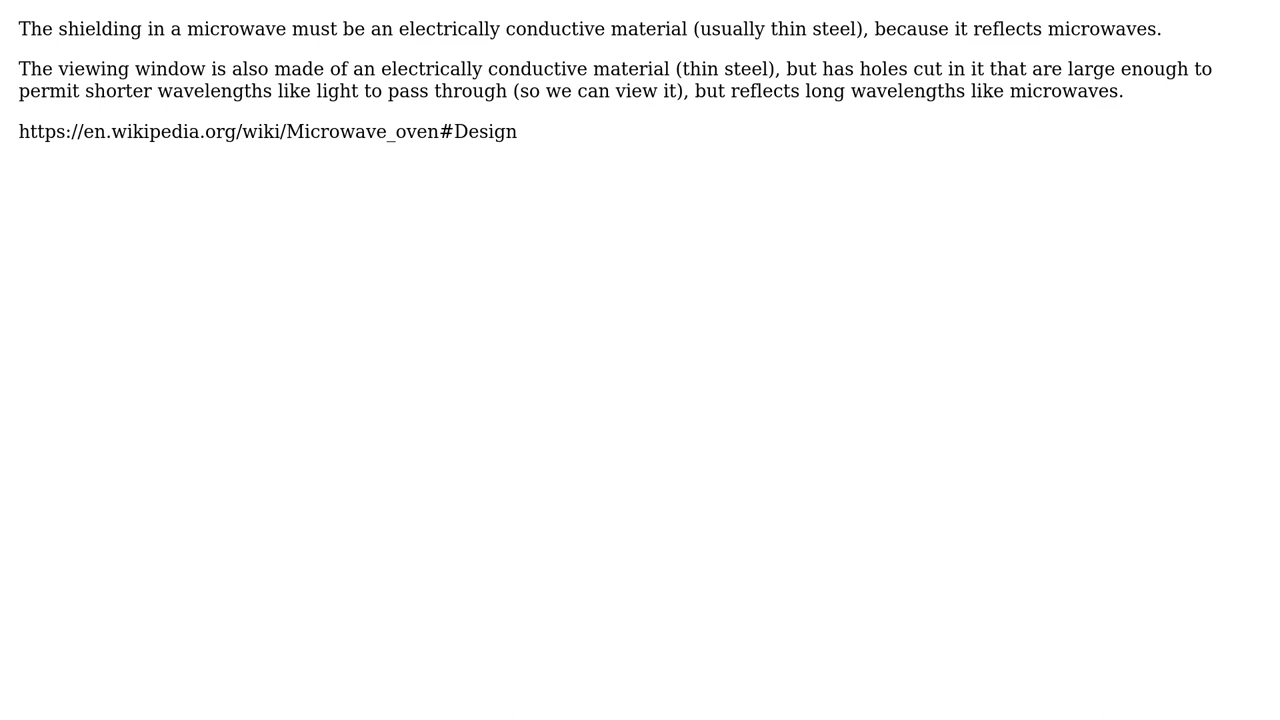 The shielding in a microwave must be an electrically conductive material (usually thin steel), because it reflects microwaves.
The viewing window is also made of an electrically conductive material (thin steel), but has holes cut in it that are large enough to
permit shorter wavelengths like light to pass through (so we can view it), but reflects long wavelengths like microwaves.
https://en.wikipedia.org/wiki/Microwave_oven#Design